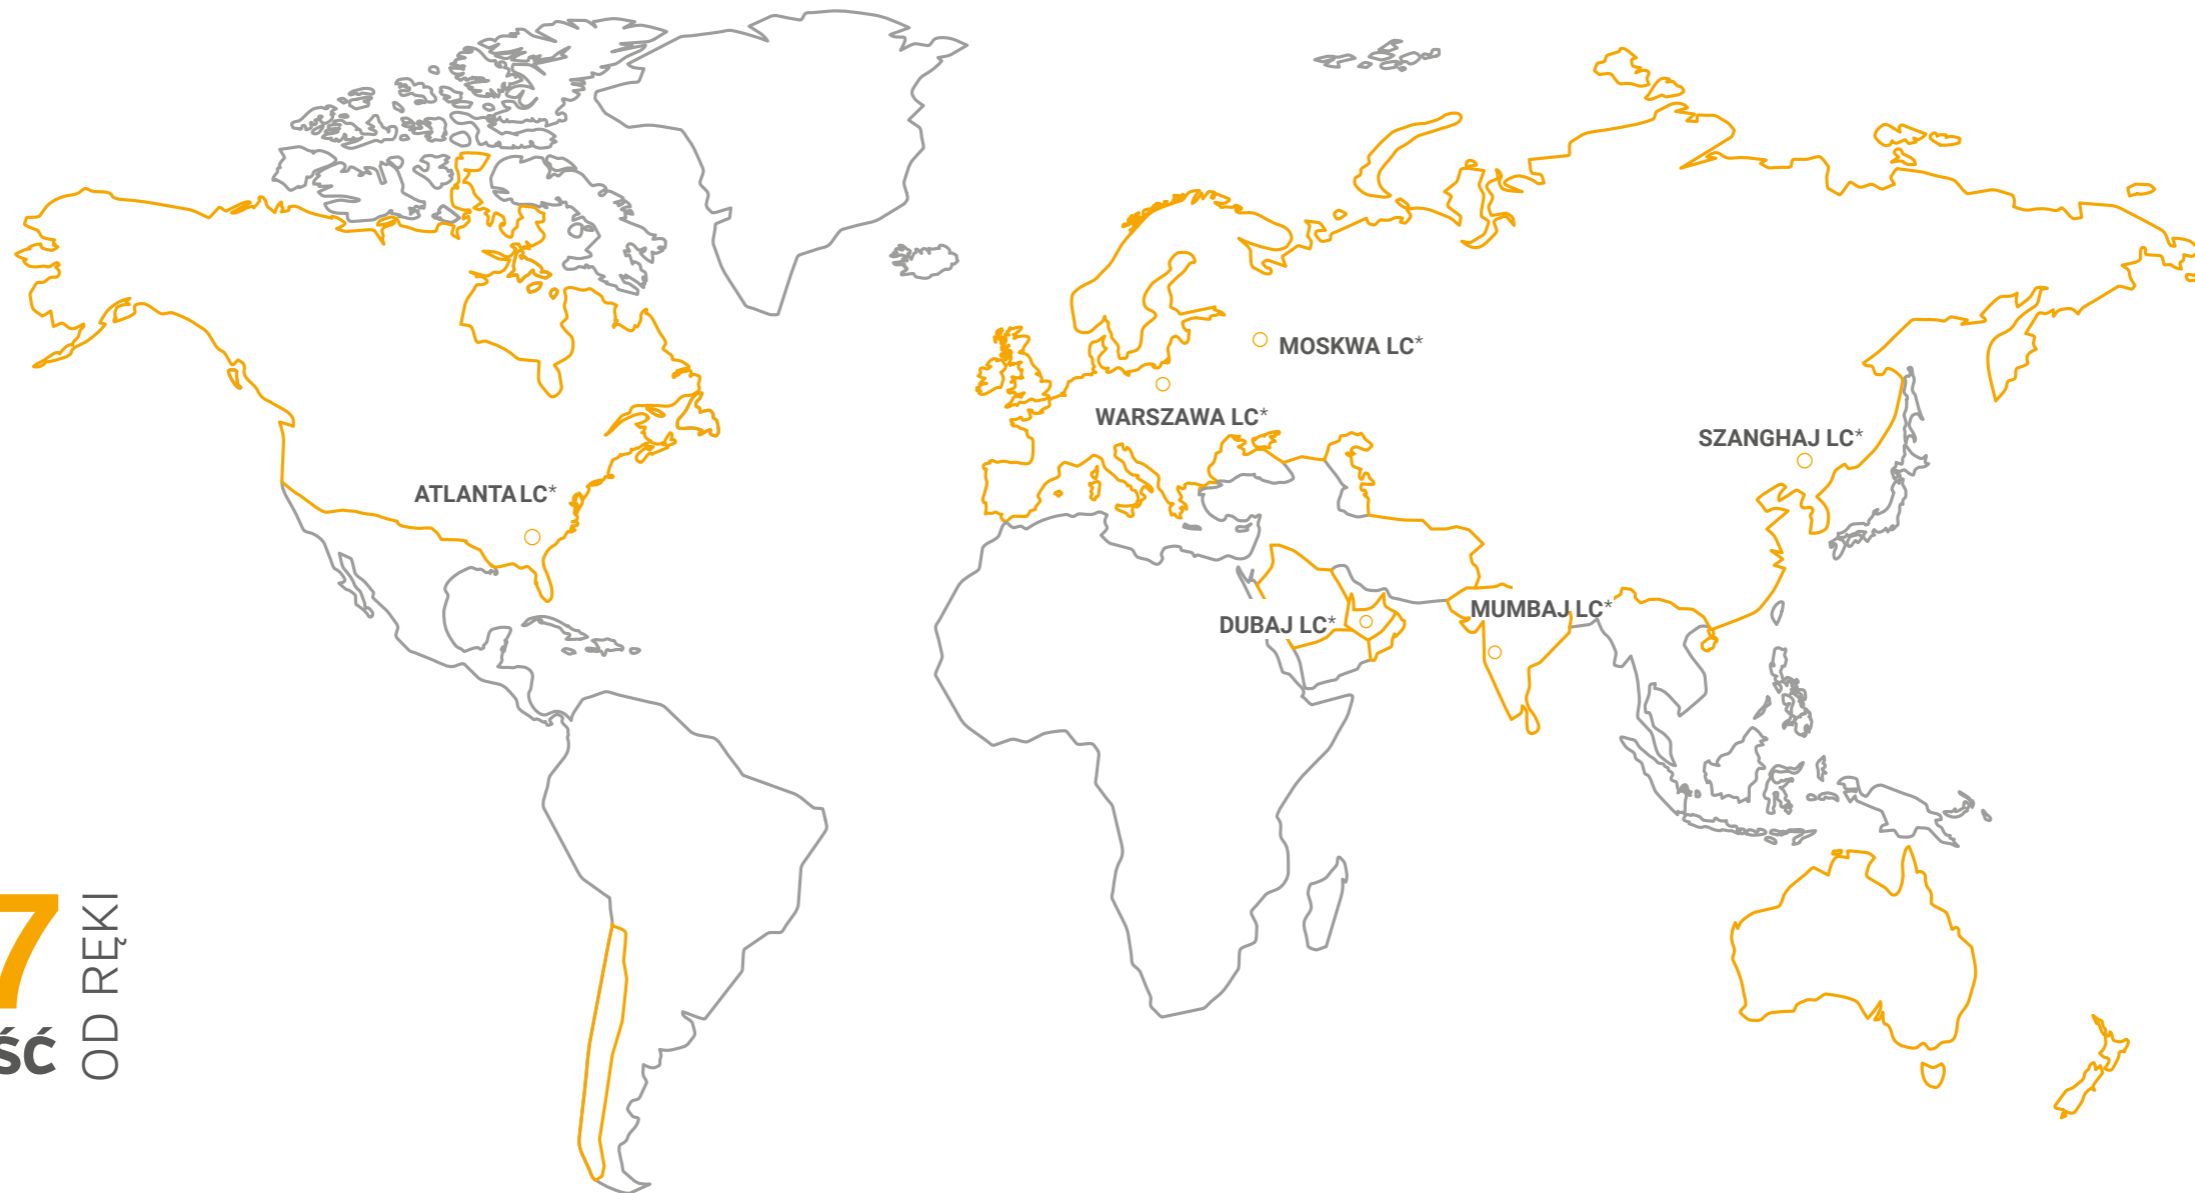 MOSKWA LC*
WARSZAWA LC*
SZANGHAJ LC*
ATLANTA LC*
MUMBAJ LC*
DUBAJ LC*
7
OD RĘKI
ŚĆ